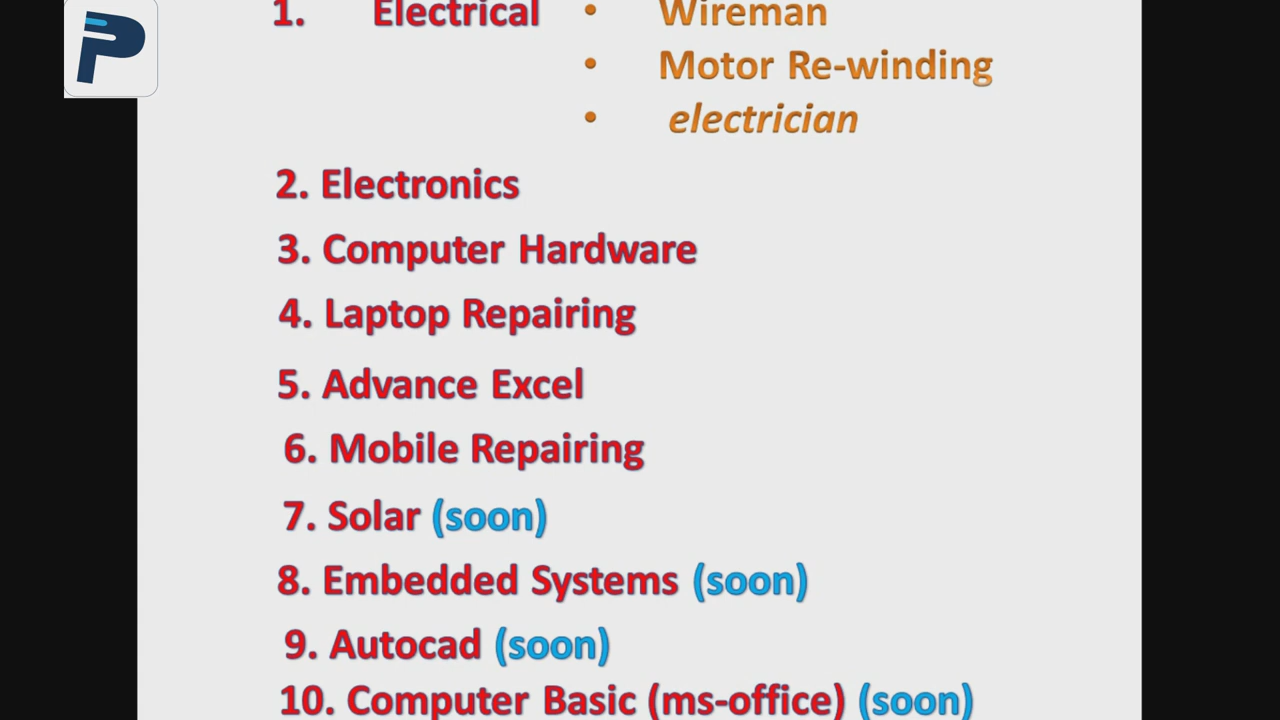 1. Electrical • Wireman
• Motor Re-winding
• electrician
2. Electronics
3. Computer Hardware
4. Laptop Repairing
5. Advance Excel
6. Mobile Repairing
7. Solar (soon)
8. Embedded Systems (soon)
9. Autocad (soon)
10. Computer Basic (ms-office) (soon)